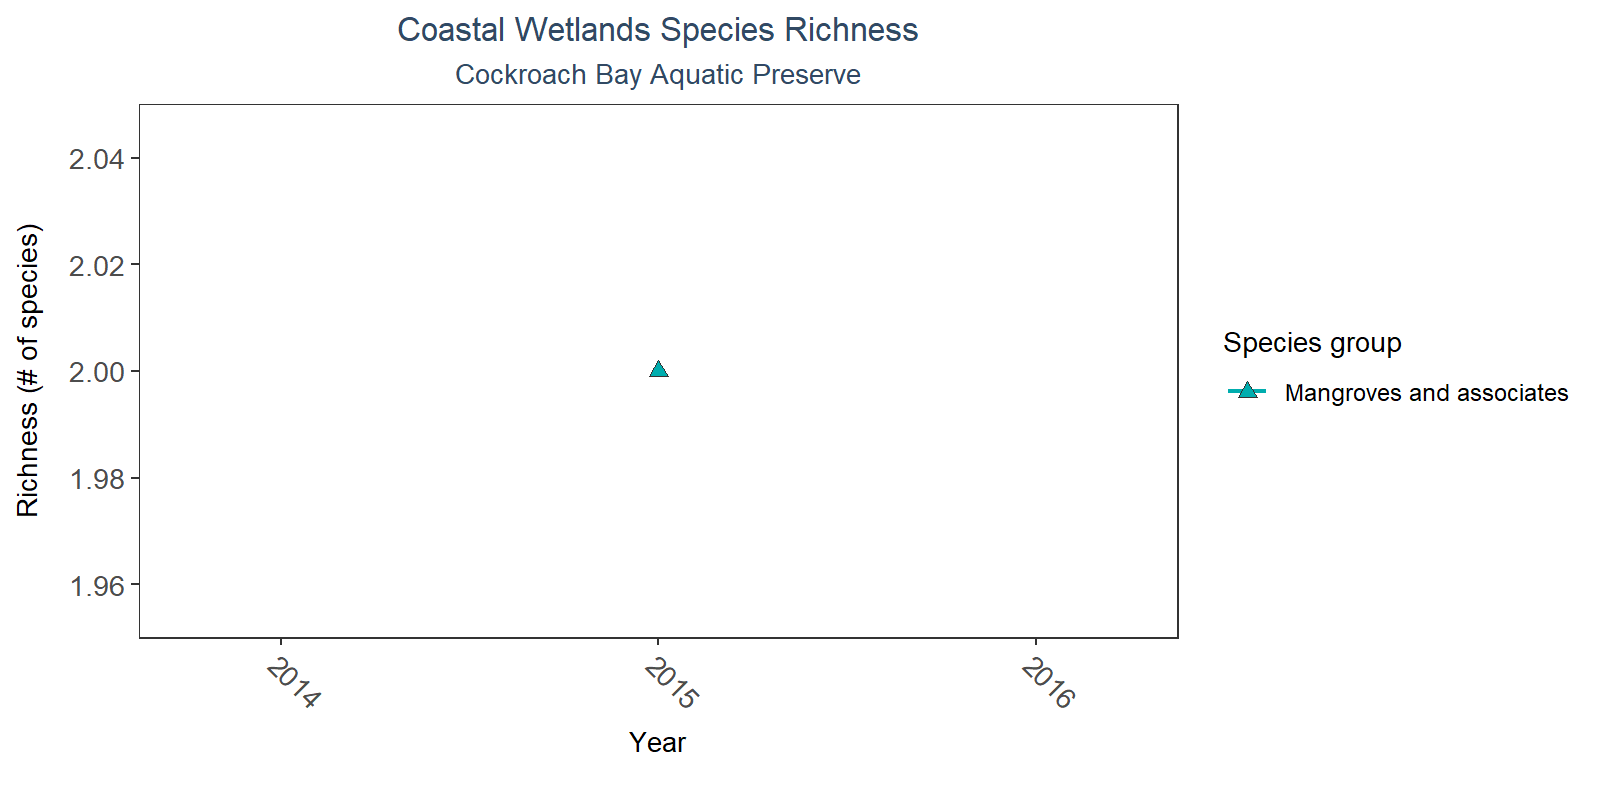 Coastal Wetlands Species Richness
Cockroach Bay Aquatic Preserve
Richness (# of species)
2.04
2.02
2.00
1.98
1.96
2014
2015
2016
Year
Species group
Mangroves and associates